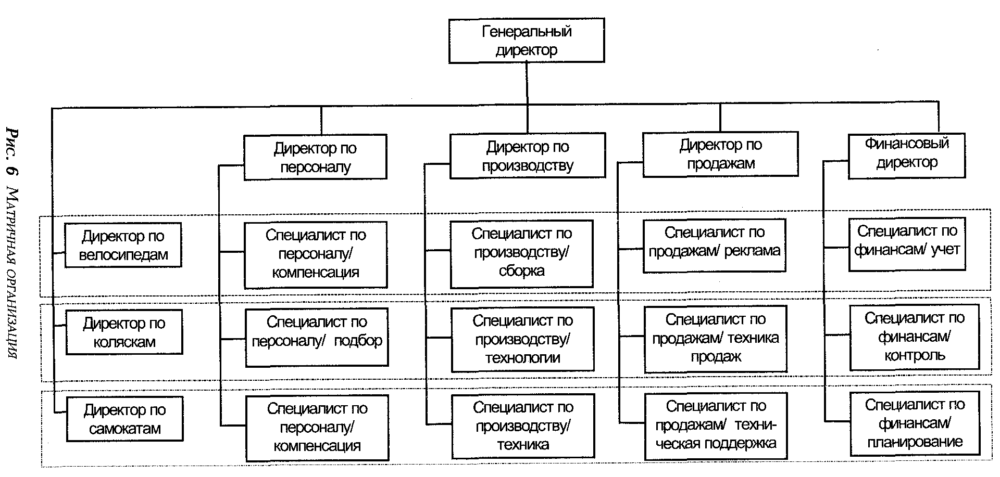 Генеральный
директор
Директор по
персоналу
Директор по
производству
Директор по
продажам
Финансовый
директор
Директор по
велосипедам
Специалист по
персоналу/
компенсация
Специалист по
производству/
сборка
Специалист по
продажам/ реклама
Специалист по
финансам/ учет
Директор по
коляскам
Специалист по
персоналу/ подбор
Специалист по
производству/
технологии
Специалист по
продажам/ техника
продаж
Специалист по
финансам/
контроль
Директор по
самокатам
Специалист по
персоналу/
компенсация
Специалист по
производству/
техника
Специалист по
продажам/ техни-
ческая поддержка
Специалист по
финансам/
планирование
Рис. 6 Матричная организация